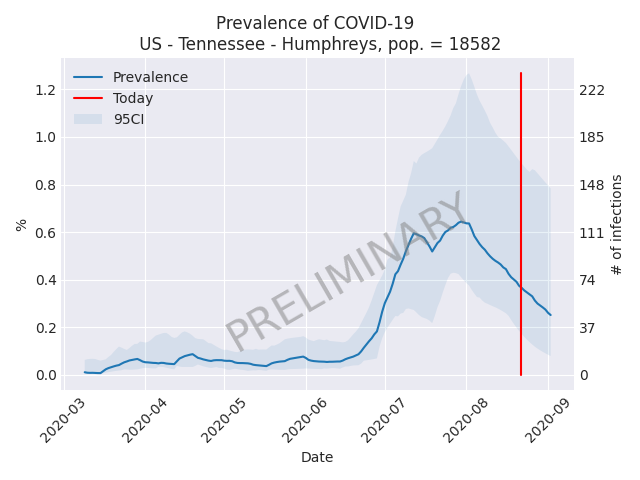 Prevalence of COVID-19
US - Tennessee - Humphreys, pop. = 18582
Prevalence
Today
95CI
1.2
1.0
0.8
0.6
0.4
0.2
0.0
%
222
185
148
111
74
37
0
# of infections
PRELIMINARY
2020-03
2020-04
2020-05
2020-06
2020-07
2020-08
2020-09
Date